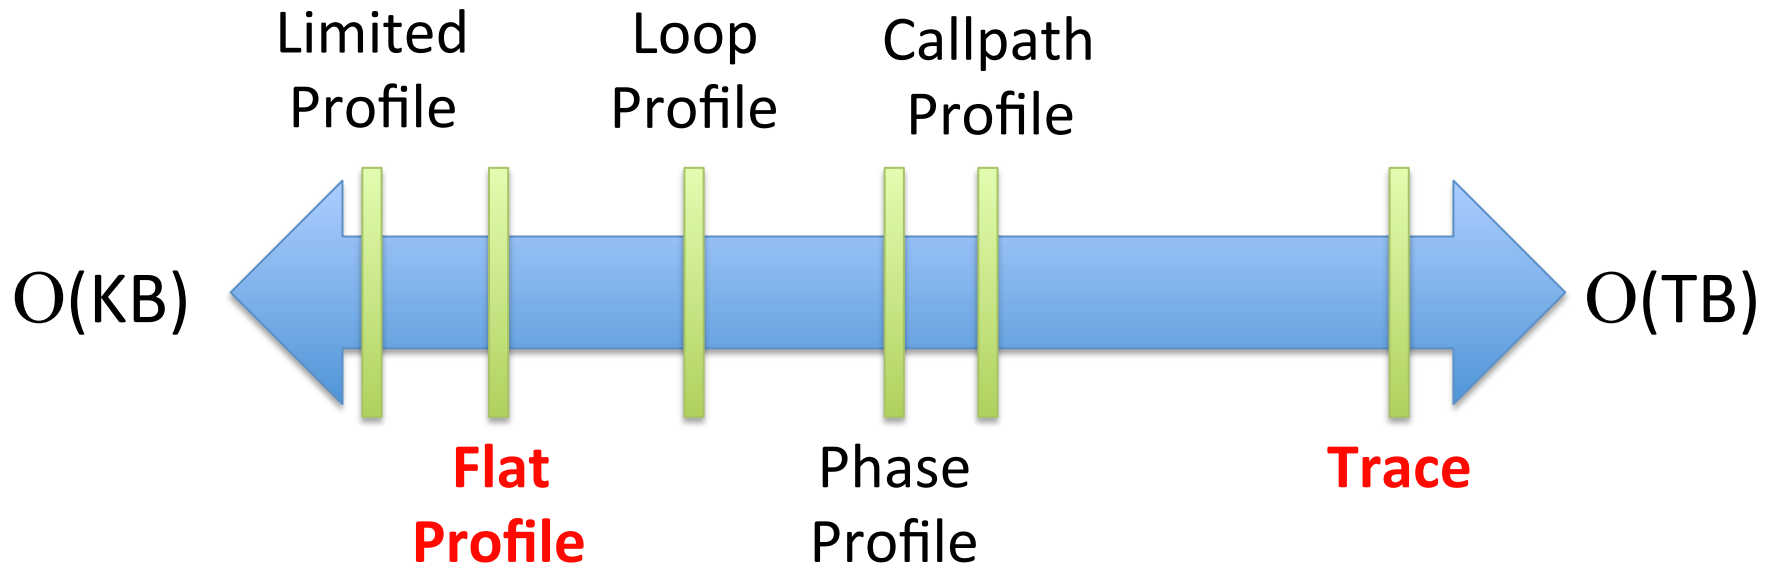 Limited
Profile
Loop
Profile
Callpath
Profile
O(KB)
O(TB)
Flat
Profile
Phase
Profile
Trace